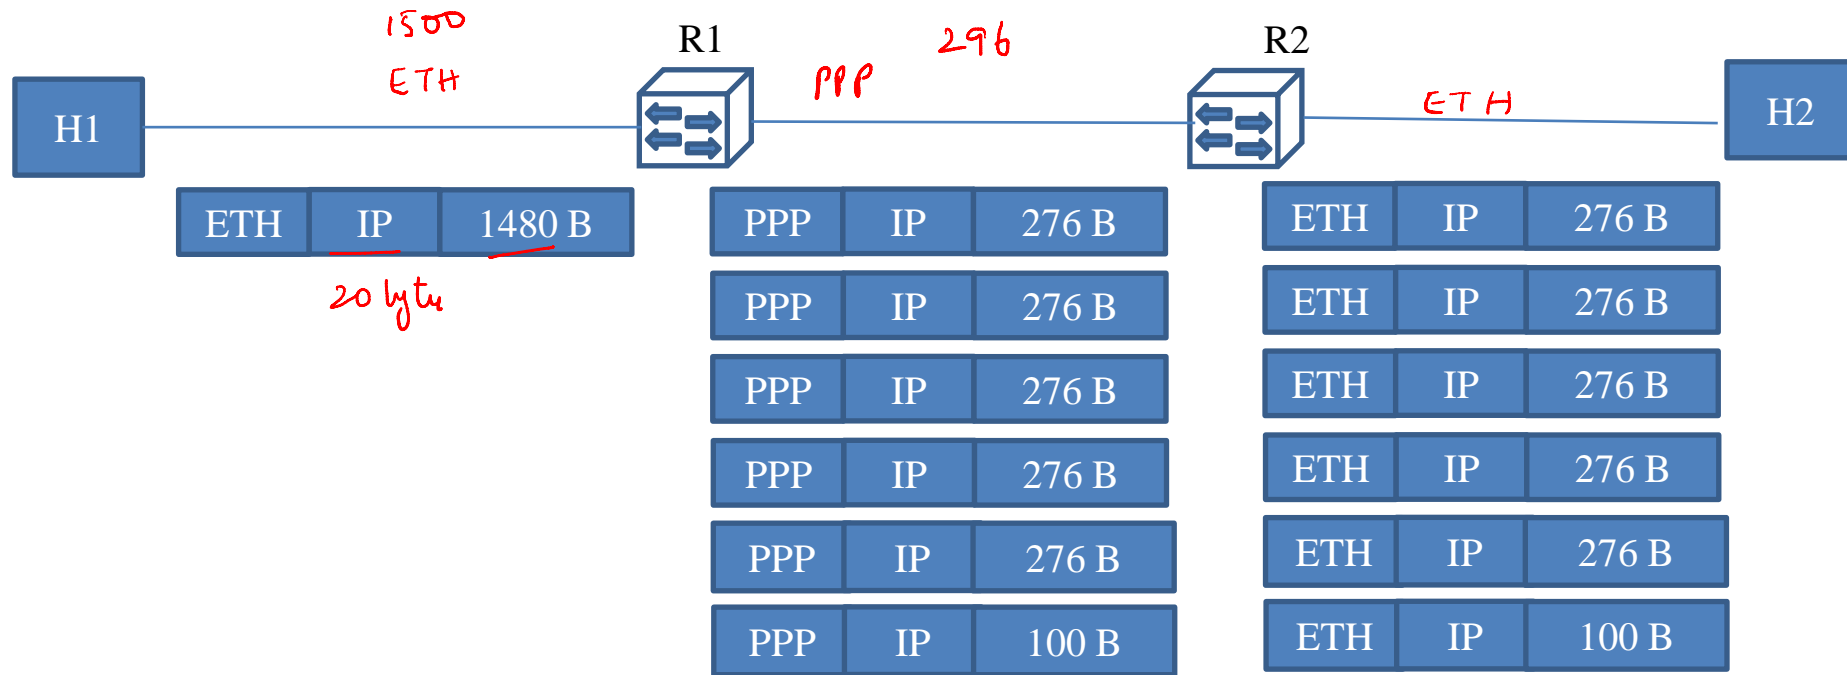 1500
ETH
R1
296
PPP
R2
ETH
H1
H2
ETH IP 1480 B
20 byte
PPP IP 276 B
PPP IP 276 B
PPP IP 276 B
PPP IP 276 B
PPP IP 276 B
PPP IP 100 B
ETH IP 276 B
ETH IP 276 B
ETH IP 276 B
ETH IP 276 B
ETH IP 276 B
ETH IP 100 B